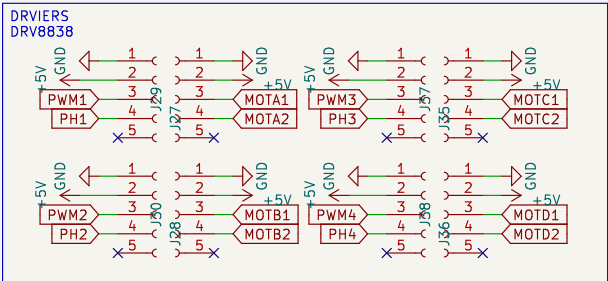 DRVIERS
DRV8838
GND 1 1 GND
+5V 2 2 +5V
PWM1 3 J29 3 MOTA1
PH1 4 J27 4 MOTA2
5 5
GND 1 1 GND
+5V 2 2 +5V
PWM3 3 J37 3 MOTC1
PH3 4 J35 4 MOTC2
5 5
GND 1 1 GND
+5V 2 2 +5V
PWM2 3 J30 3 MOTB1
PH2 4 J28 4 MOTB2
5 5
GND 1 1 GND
+5V 2 2 +5V
PWM4 3 J38 3 MOTD1
PH4 4 J36 4 MOTD2
5 5